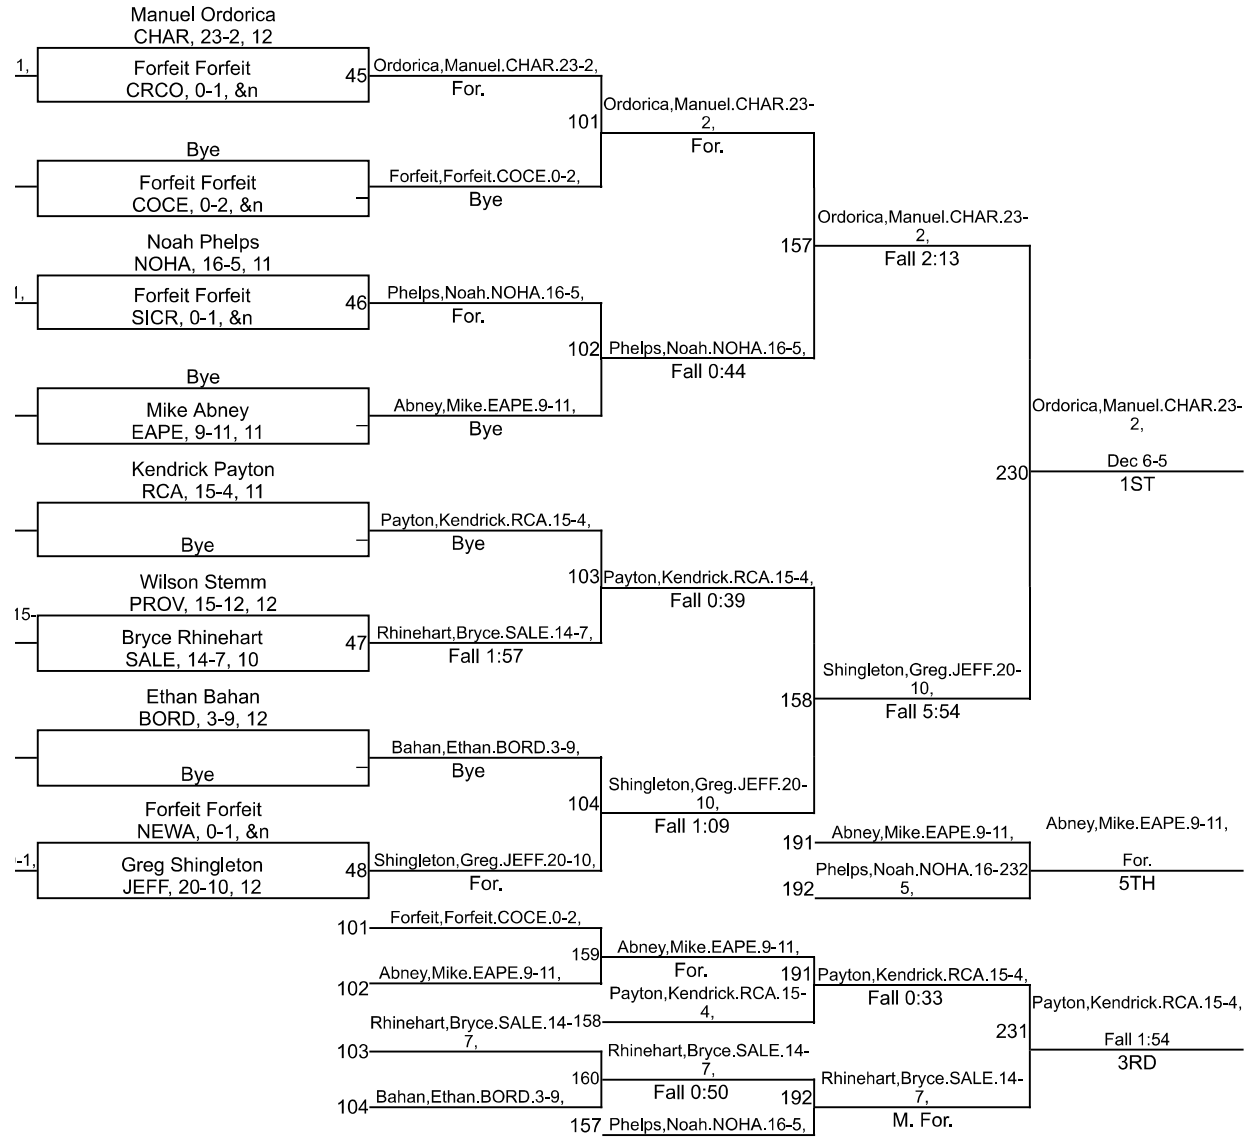 Manuel Ordorica
CHAR, 23-2, 12
1,
Forfeit Forfeit
CRCO, 0-1, &n
45
Ordorica,Manuel.CHAR.23-2,
For.
101
Ordorica,Manuel.CHAR.23-
2,
For.
Bye
Forfeit Forfeit
COCE, 0-2, &n
Forfeit,Forfeit.COCE.0-2,
Bye
157
Ordorica,Manuel.CHAR.23-
2,
Fall 2:13
Noah Phelps
NOHA, 16-5, 11
Forfeit Forfeit
SICR, 0-1, &n
46
Phelps,Noah.NOHA.16-5,
For.
102
Phelps,Noah.NOHA.16-5,
Fall 0:44
Bye
Mike Abney
EAPE, 9-11, 11
Abney,Mike.EAPE.9-11,
Bye
230
Ordorica,Manuel.CHAR.23-
2,
Dec 6-5
1ST
Kendrick Payton
RCA, 15-4, 11
Bye
Payton,Kendrick.RCA.15-4,
Bye
103
Payton,Kendrick.RCA.15-4,
Fall 0:39
Wilson Stemm
PROV, 15-12, 12
15-
Bryce Rhinehart
SALE, 14-7, 10
47
Rhinehart,Bryce.SALE.14-7,
Fall 1:57
158
Shingleton,Greg.JEFF.20-
10,
Fall 5:54
Ethan Bahan
BORD, 3-9, 12
Bye
Bahan,Ethan.BORD.3-9,
Bye
104
Shingleton,Greg.JEFF.20-
10,
Fall 1:09
Forfeit Forfeit
NEWA, 0-1, &n
-1,
Greg Shingleton
JEFF, 20-10, 12
48
Shingleton,Greg.JEFF.20-10,
For.
191
Abney,Mike.EAPE.9-11,
192
Phelps,Noah.NOHA.16-
5,
232
Abney,Mike.EAPE.9-11,
For.
5TH
101
Forfeit,Forfeit.COCE.0-2,
102
Abney,Mike.EAPE.9-11,
159
Abney,Mike.EAPE.9-11,
For.
158
Payton,Kendrick.RCA.15-
4,
191
Payton,Kendrick.RCA.15-4,
Fall 0:33
103
Rhinehart,Bryce.SALE.14-
7,
104
Bahan,Ethan.BORD.3-9,
160
Rhinehart,Bryce.SALE.14-
7,
Fall 0:50
157
Phelps,Noah.NOHA.16-5,
192
Rhinehart,Bryce.SALE.14-
7,
M. For.
231
Payton,Kendrick.RCA.15-4,
Fall 1:54
3RD